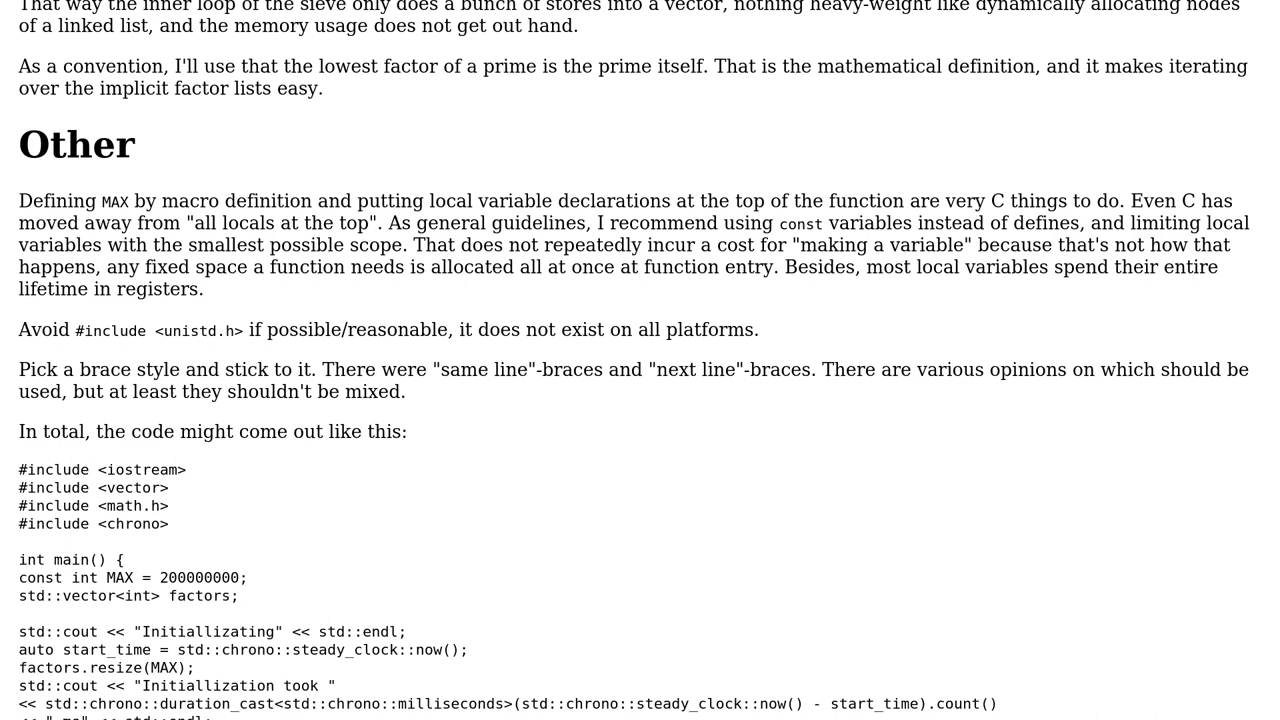 That way the inner loop of the sieve only does a bunch of stores into a vector, nothing heavy-weight like dynamically allocating nodes
of a linked list, and the memory usage does not get out hand.
As a convention, I'll use that the lowest factor of a prime is the prime itself. That is the mathematical definition, and it makes iterating
over the implicit factor lists easy.
Other
Defining MAX by macro definition and putting local variable declarations at the top of the function are very C things to do. Even C has
moved away from "all locals at the top". As general guidelines, I recommend using const variables instead of defines, and limiting local
variables with the smallest possible scope. That does not repeatedly incur a cost for "making a variable" because that's not how that
happens, any fixed space a function needs is allocated all at once at function entry. Besides, most local variables spend their entire
lifetime in registers.
Avoid #include <unistd.h> if possible/reasonable, it does not exist on all platforms.
Pick a brace style and stick to it. There were "same line"-braces and "next line"-braces. There are various opinions on which should be
used, but at least they shouldn't be mixed.
In total, the code might come out like this:
#include <iostream>
#include <vector>
#include <math.h>
#include <chrono>
int main() {
const int MAX = 200000000;
std::vector<int> factors;
std::cout << "Initiallizating" << std::endl;
auto start_time = std::chrono::steady_clock::now();
factors.resize(MAX);
std::cout << "Initiallization took "
<< std::chrono::duration_cast<std::chrono::milliseconds>(std::chrono::steady_clock::now() - start_time).count()
<< " ms" << std::endl;